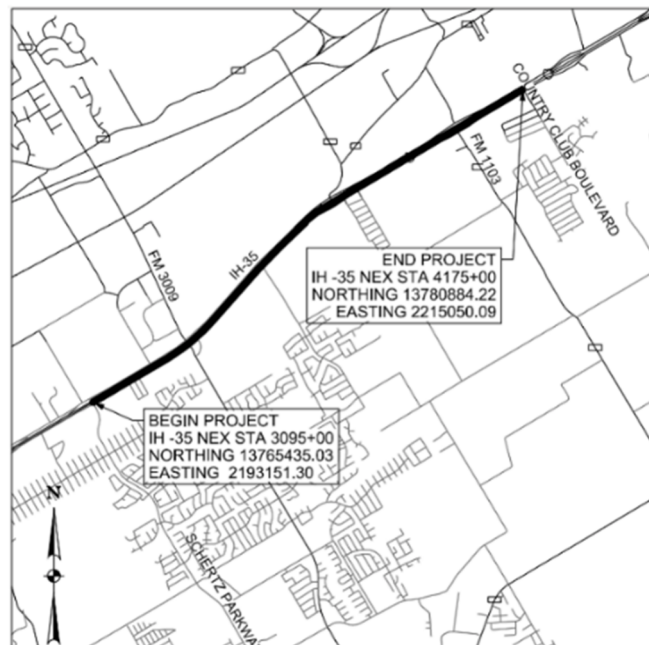 COUNTRY CLUB BOULEVARD
FM 1103
IH-35
FM 3009
END PROJECT
IH -35 NEX STA 4175+00
NORTHING 13780884.22
EASTING 2215050.09
BEGIN PROJECT
IH -35 NEX STA 3095+00
NORTHING 13765435.03
EASTING 2193151.30
N
SCHERTZ PARKWA